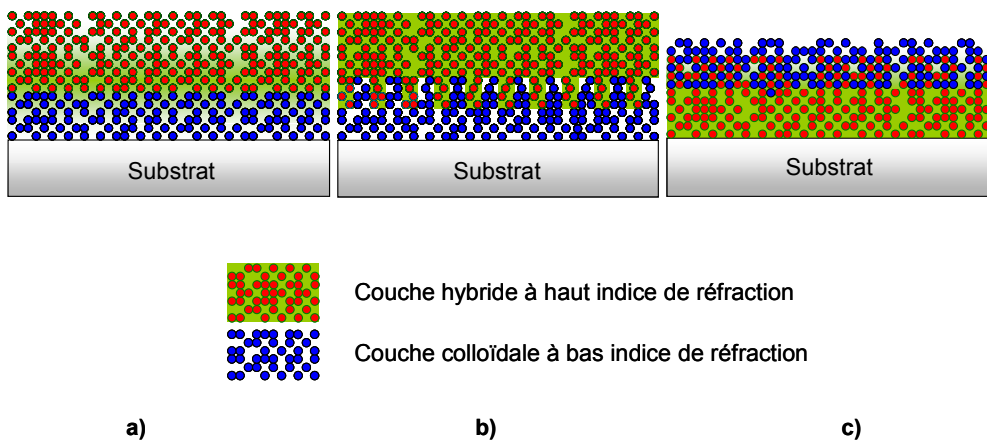 Substrat
Substrat
Substrat
Couche hybride à haut indice de réfraction
Couche colloïdale à bas indice de réfraction
a)
b)
c)